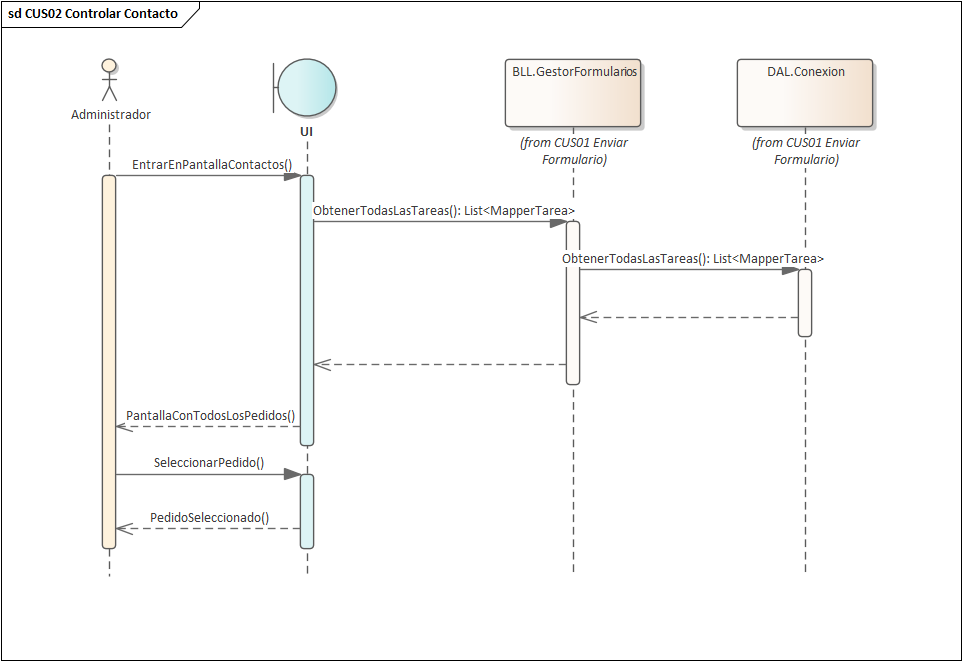 sd CUS02 Controlar Contacto
Administrador
UI
BLL.GestorFormularios
(from CUS01 Enviar
Formulario)
DAL.Conexion
(from CUS01 Enviar
Formulario)
EntrarEnPantallaContactos()
ObtenerTodasLasTareas(): List<MapperTarea>
ObtenerTodasLasTareas(): List<MapperTarea>
PantallaConTodosLosPedidos()
SeleccionarPedido()
PedidoSeleccionado()